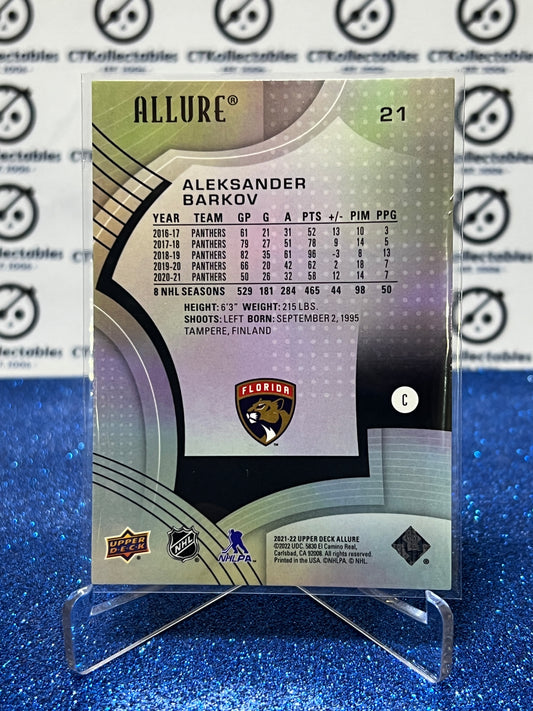 CTKollectables
CTKollectables
CTKollectables
ALLURE®
21
ALEKSANDER
BARKOV
YEAR TEAM GP G A PTS +/- PIM PPG
2016-17 PANTHERS 61 21 31 52 13 10 3
2017-18 PANTHERS 79 27 51 78 9 14 5
2018-19 PANTHERS 82 35 61 96 -3 8 13
2019-20 PANTHERS 66 20 42 62 2 18 7
2020-21 PANTHERS 50 26 32 58 12 14 7
8 NHL SEASONS 529 181 284 465 44 98 50
HEIGHT: 6'3" WEIGHT: 215 LBS.
SHOOTS: LEFT BORN: SEPTEMBER 2, 1995
TAMPERE, FINLAND
FLORIDA
TM
C
UPPER DECK
NHL
NHLPA
2021-22 UPPER DECK ALLURE
©2022 UDC. 5830 El Camino Real,
Carlsbad, CA 92008. All rights reserved.
Printed in the USA. ©NHLPA. © NHL.
®